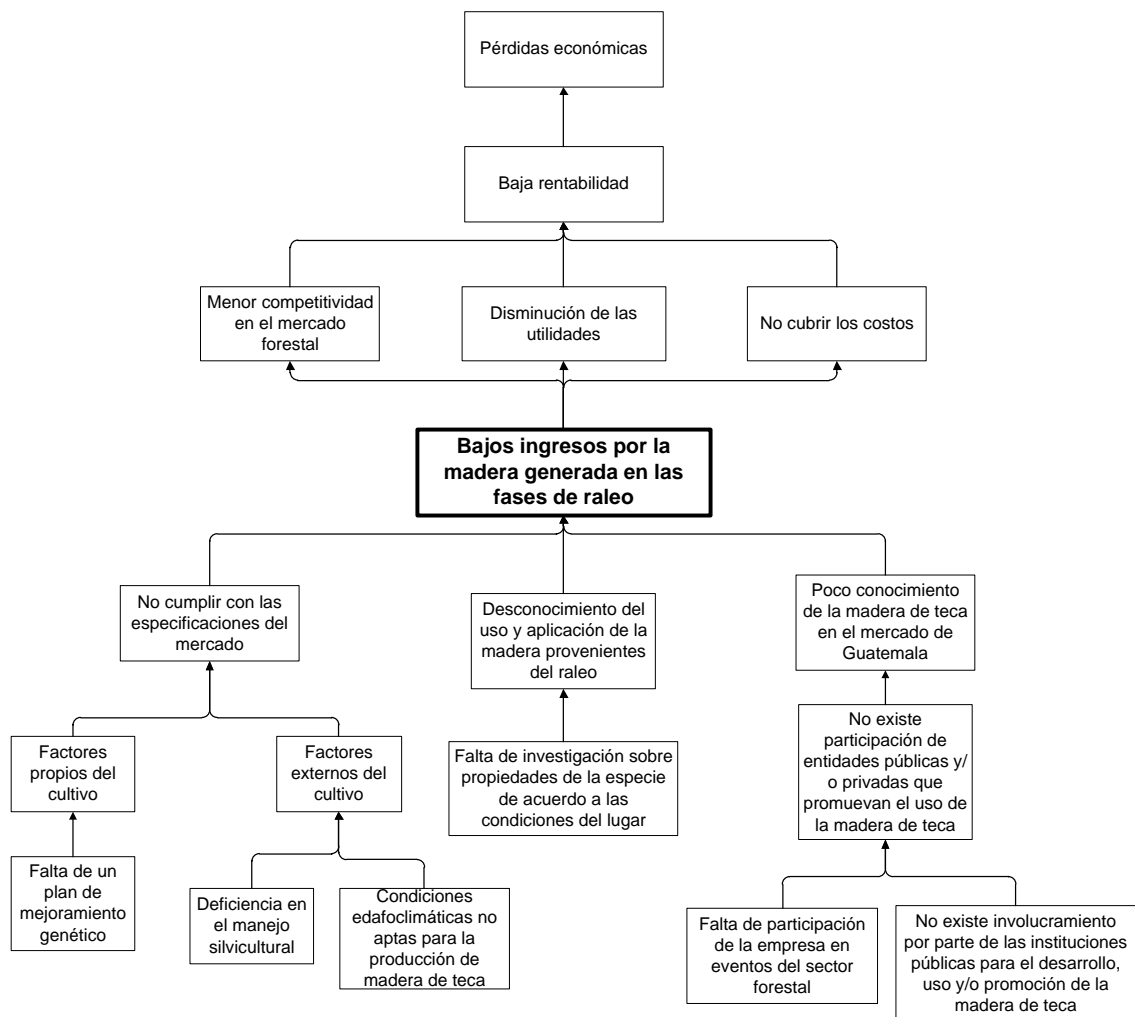 Pérdidas económicas
Baja rentabilidad
Menor competitividad
en el mercado
forestal
Disminución de las
utilidades
No cubrir los costos
Bajos ingresos por la
madera generada en las
fases de raleo
No cumplir con las
especificaciones del
mercado
Desconocimiento del
uso y aplicación de la
madera provenientes
del raleo
Poco conocimiento
de la madera de teca
en el mercado de
Guatemala
Factores
propios del
cultivo
Factores
externos del
cultivo
Falta de investigación sobre
propiedades de la especie
de acuerdo a las
condiciones del lugar
No existe
participación de
entidades públicas y/
o privadas que
promuevan el uso de
la madera de teca
Falta de un
plan de
mejoramiento
genético
Deficiencia en
el manejo
silvicultural
Condiciones
edafoclimáticas no
aptas para la
producción de
madera de teca
Falta de participación
de la empresa en
eventos del sector
forestal
No existe involucramiento
por parte de las instituciones
públicas para el desarrollo,
uso y/o promoción de la
madera de teca